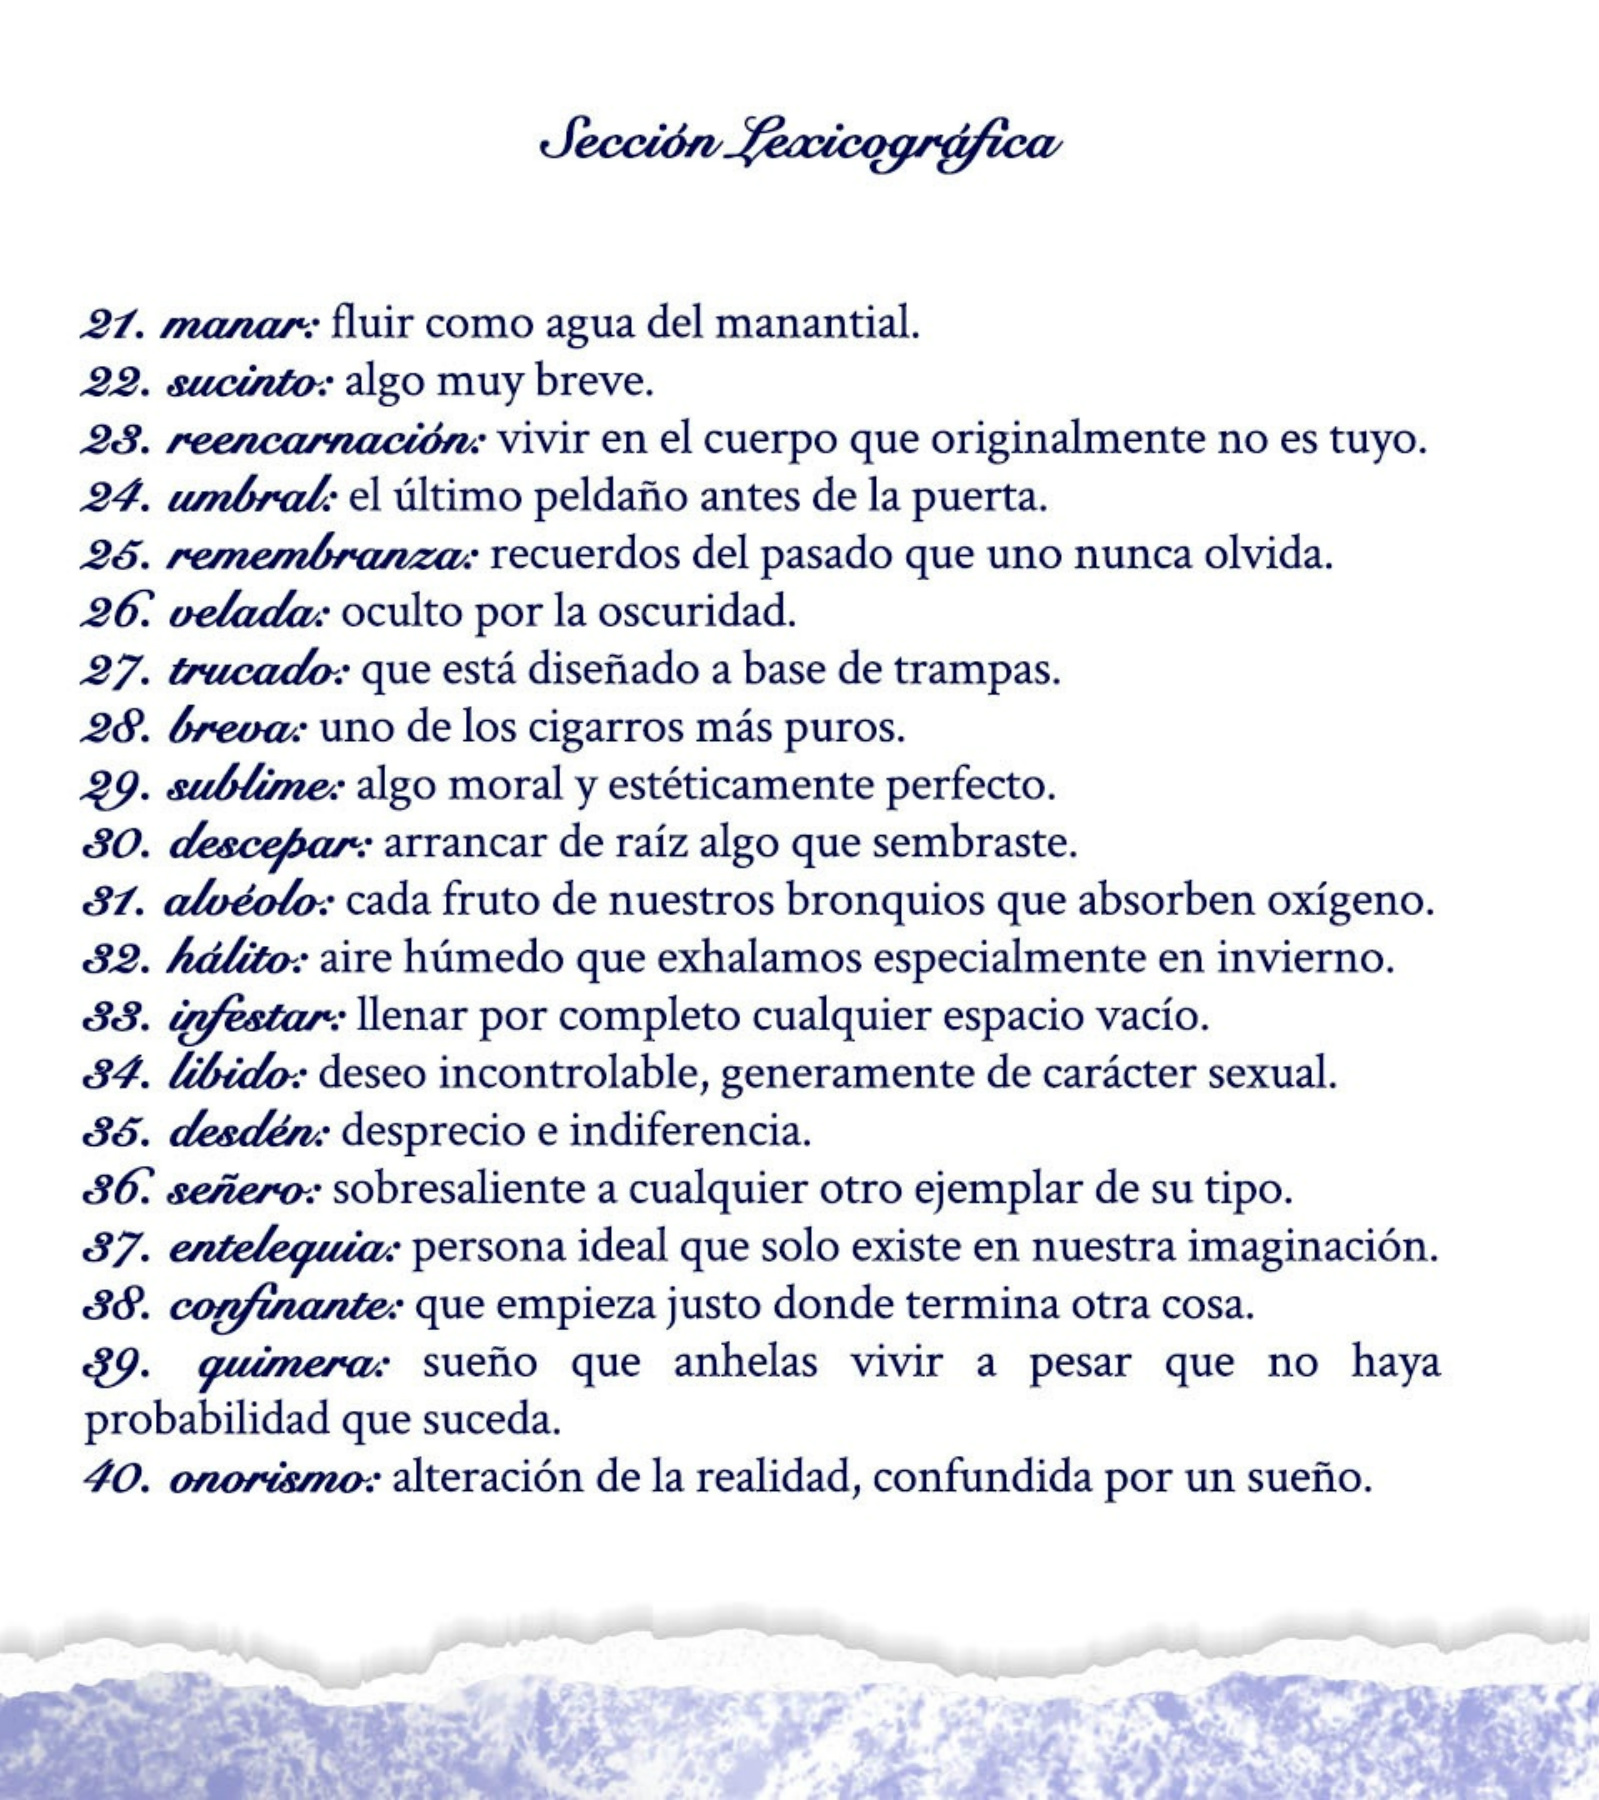 Sección Lexicográfica
21. manar: fluir como agua del manantial.
22. sucinto: algo muy breve.
23. reencarnación: vivir en el cuerpo que originalmente no es tuyo.
24. umbral: el último peldaño antes de la puerta.
25. remembranza: recuerdos del pasado que uno nunca olvida.
26. velada: oculto por la oscuridad.
27. trucado: que está diseñado a base de trampas.
28. breva: uno de los cigarros más puros.
29. sublime: algo moral y estéticamente perfecto.
30. descepar: arrancar de raíz algo que sembraste.
31. alvéolo: cada fruto de nuestros bronquios que absorben oxígeno.
32. hálito: aire húmedo que exhalamos especialmente en invierno.
33. infestar: llenar por completo cualquier espacio vacío.
34. libido: deseo incontrolable, generamente de carácter sexual.
35. desdén: desprecio e indiferencia.
36. señero: sobresaliente a cualquier otro ejemplar de su tipo.
37. entelequia: persona ideal que solo existe en nuestra imaginación.
38. confinante: que empieza justo donde termina otra cosa.
39. quimera: sueño que anhelas vivir a pesar que no haya
probabilidad que suceda.
40. onorismo: alteración de la realidad, confundida por un sueño.